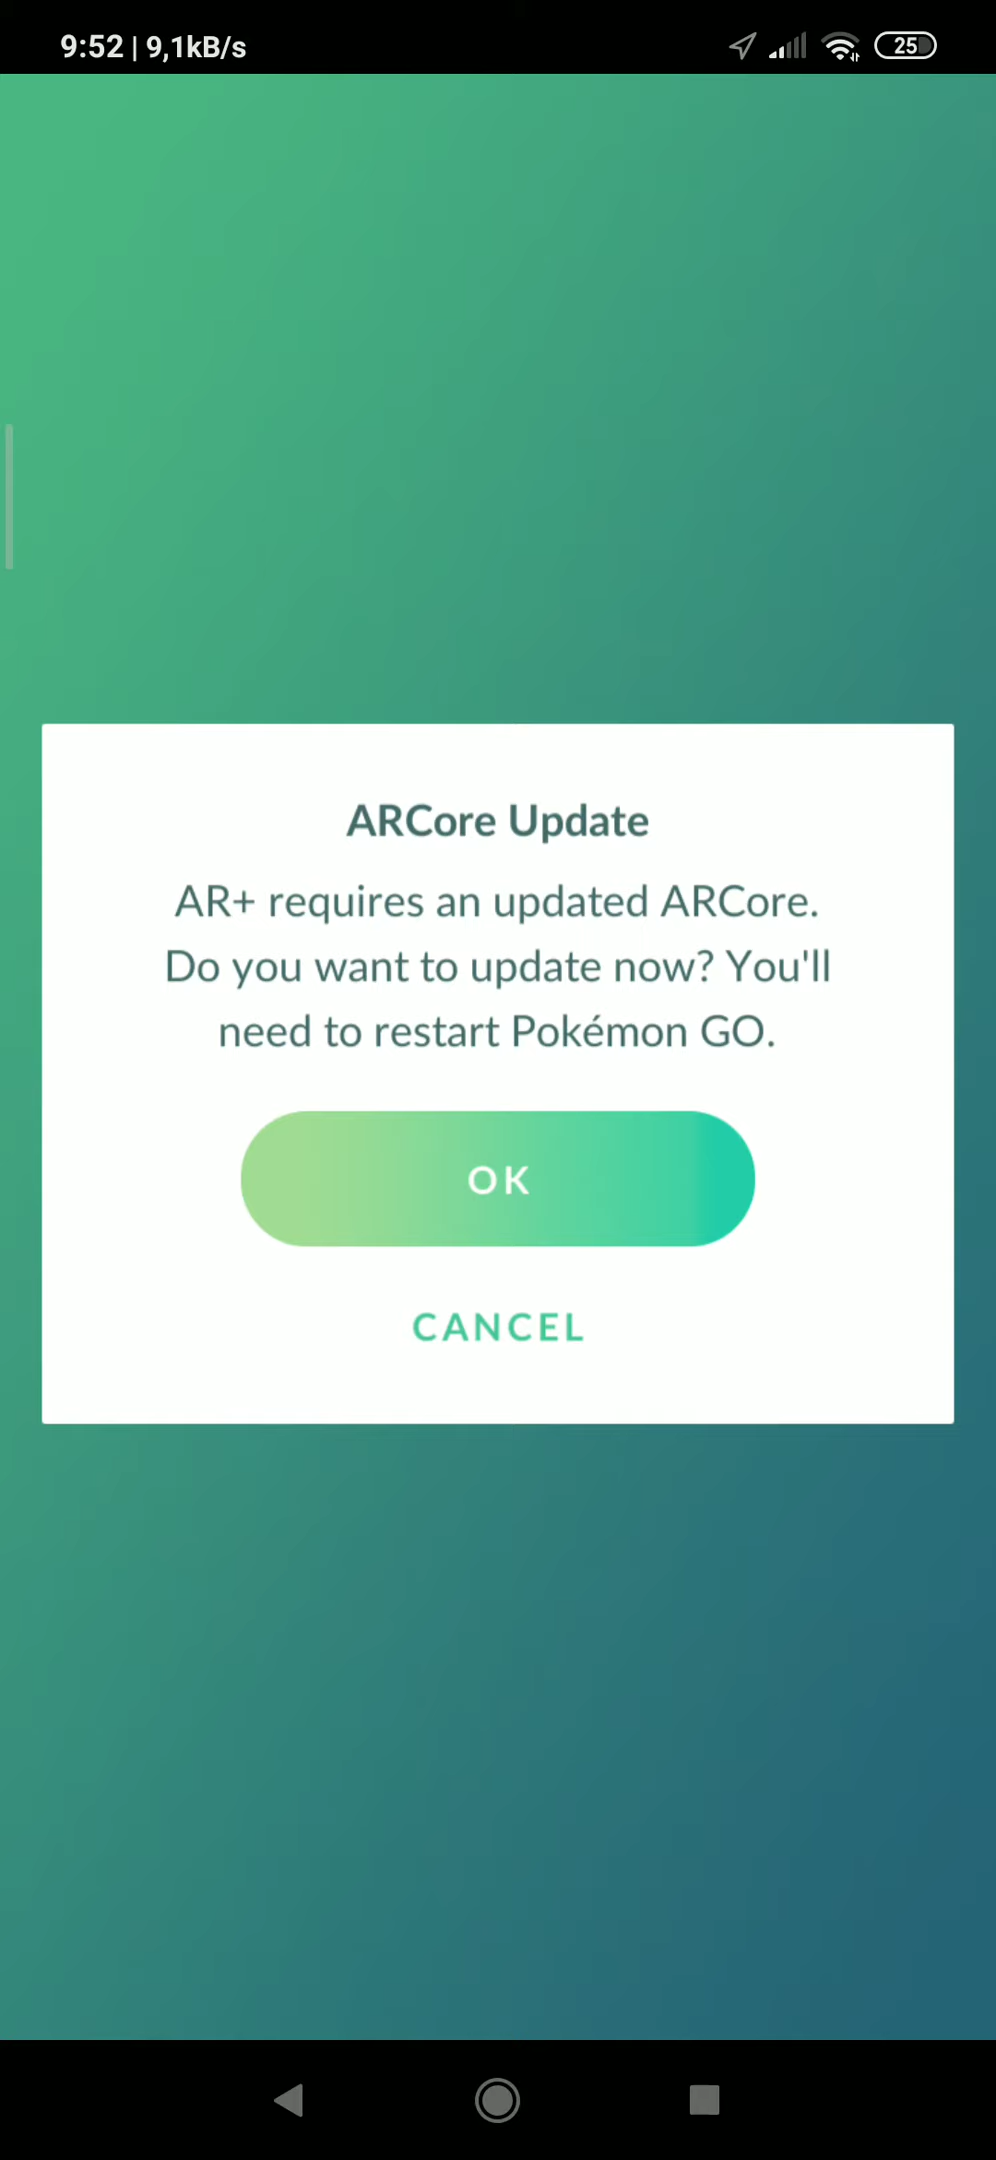 9:52 | 9,1kB/s
25
ARCore Update
AR+ requires an updated ARCore.
Do you want to update now? You'll
need to restart Pokémon GO.
OK
CANCEL